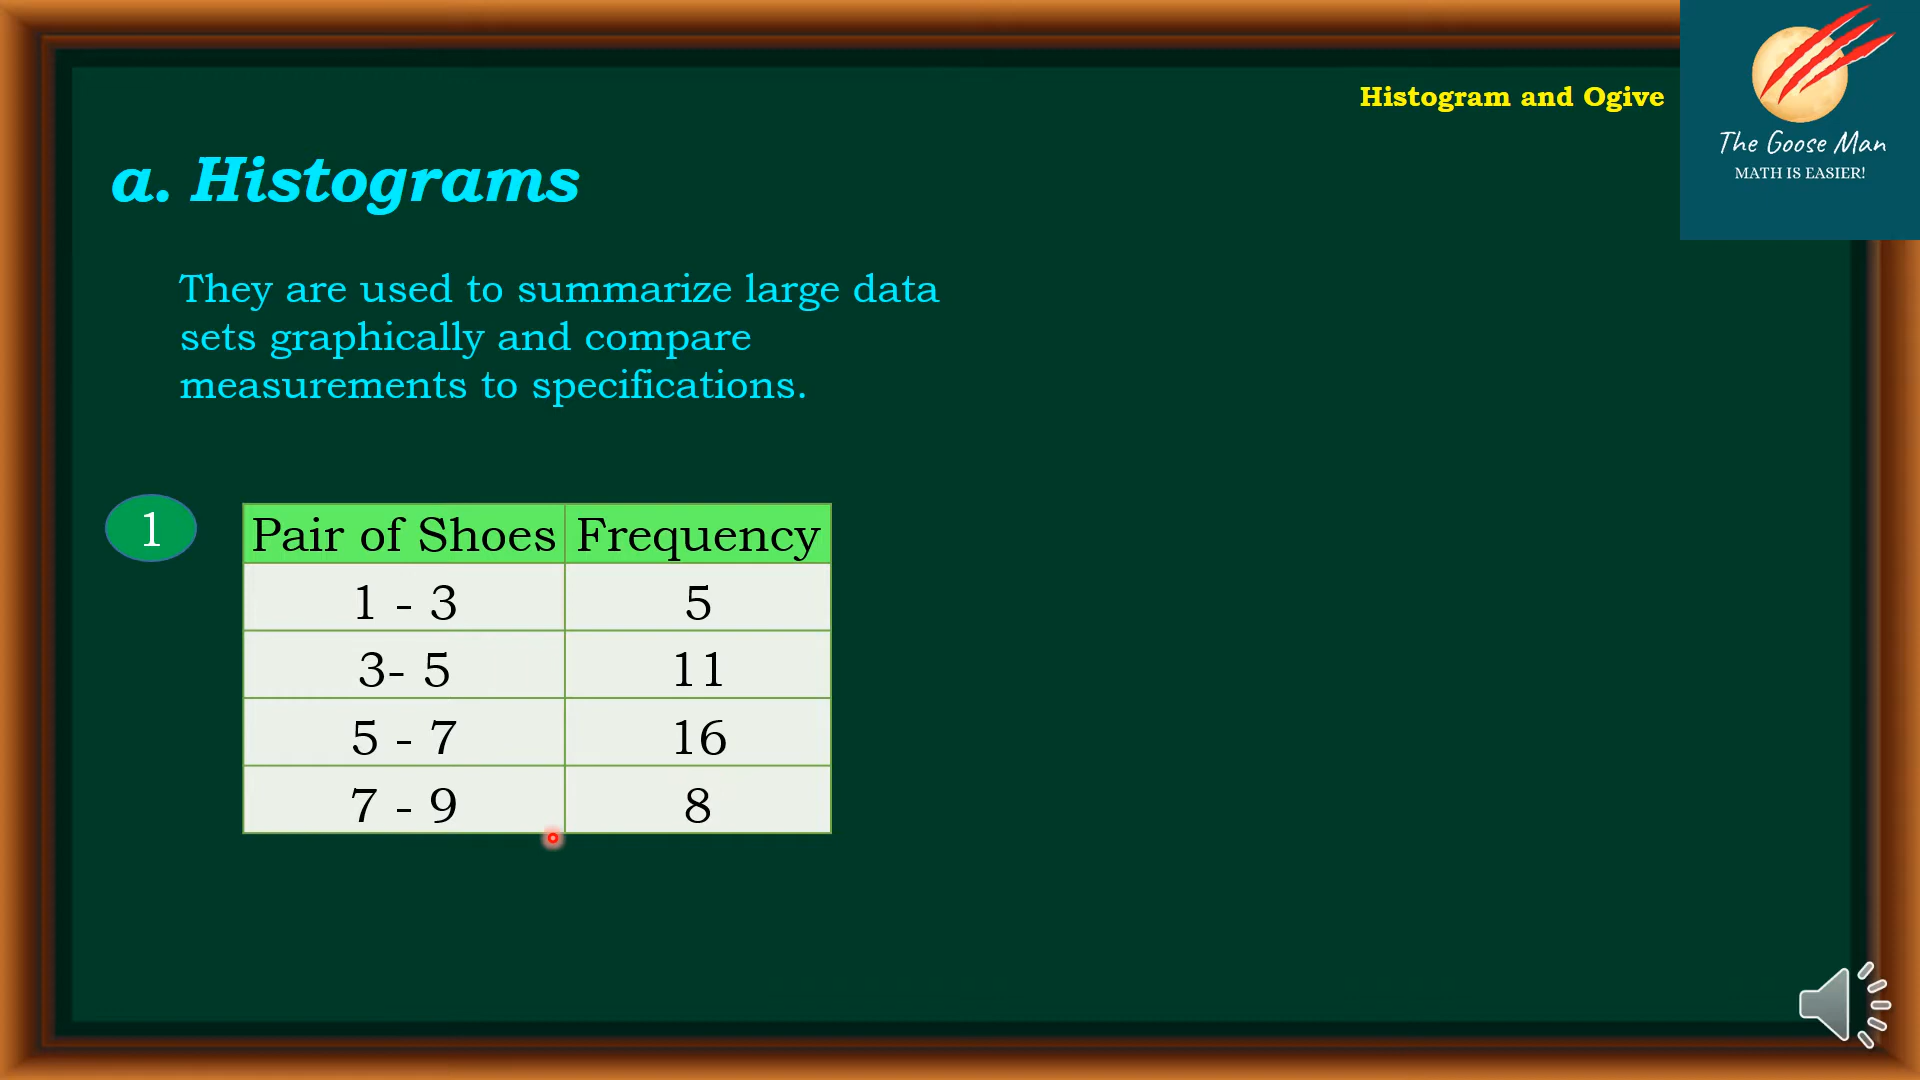 Histogram and Ogive
The Goose Man
MATH IS EASIER!
a. Histograms
They are used to summarize large data
sets graphically and compare
measurements to specifications.
1
Pair of Shoes Frequency
1 - 3 5
3- 5 11
5 - 7 16
7 - 9 8